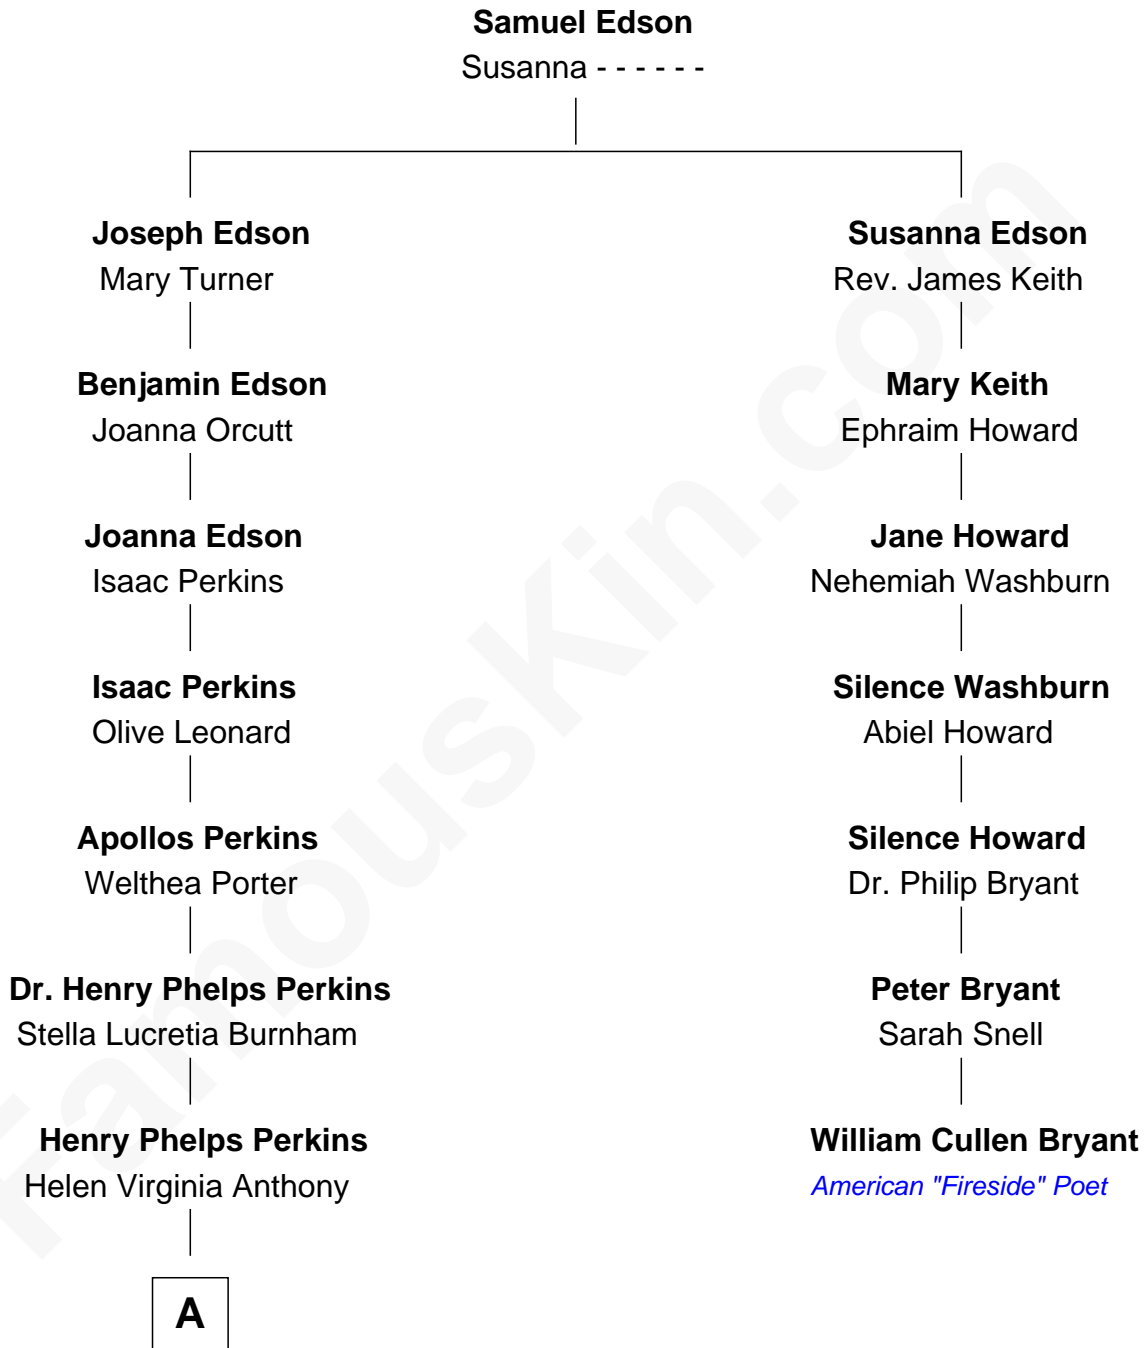 Samuel Edson
Susanna - - - - - -
Joseph Edson
Mary Turner
Susanna Edson
Rev. James Keith
Benjamin Edson
Joanna Orcutt
Mary Keith
Ephraim Howard
Joanna Edson
Isaac Perkins
Jane Howard
Nehemiah Washburn
Isaac Perkins
Olive Leonard
Silence Washburn
Abiel Howard
Apollos Perkins
Welthea Porter
Silence Howard
Dr. Philip Bryant
Dr. Henry Phelps Perkins
Stella Lucretia Burnham
Peter Bryant
Sarah Snell
Henry Phelps Perkins
Helen Virginia Anthony
William Cullen Bryant
American "Fireside" Poet
A
FamousKin.com